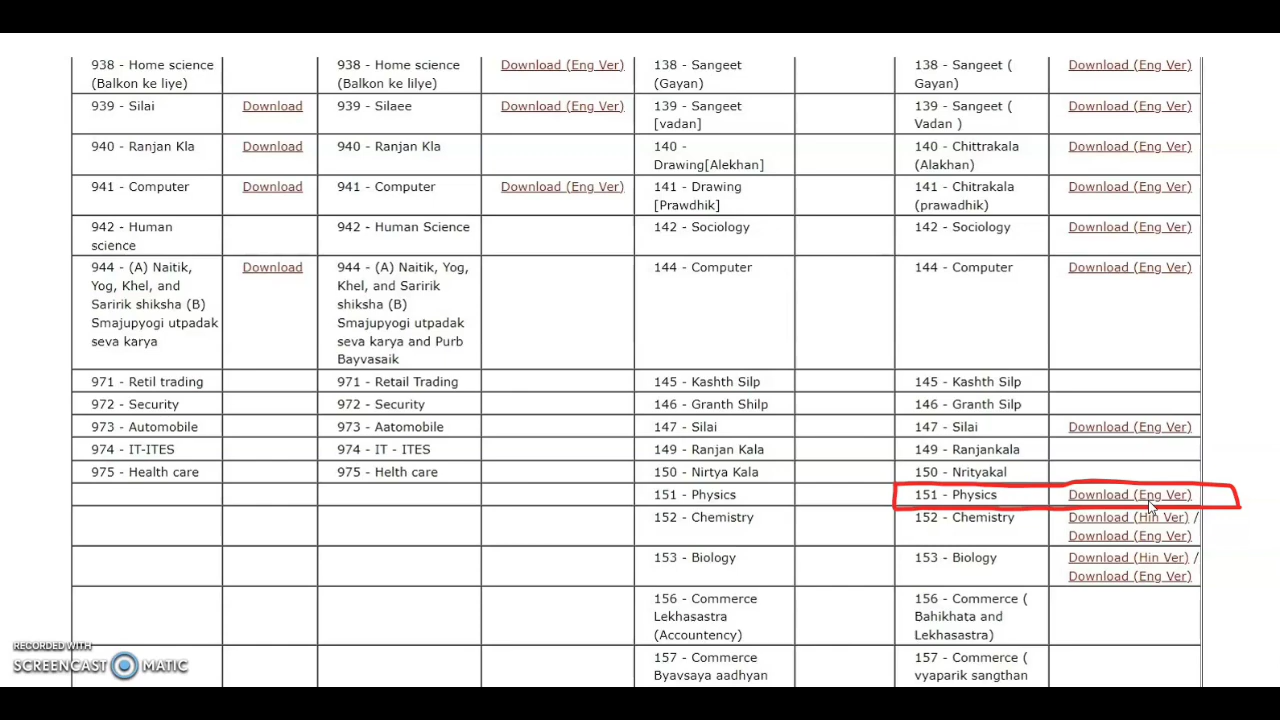 938 - Home science 938 - Home science Download (Eng Ver) 138 - Sangeet 138 - Sangeet ( Download (Eng Ver)
(Balkon ke liye) (Balkon ke lilye) (Gayan) Gayan)
939 - Silai Download 939 - Silaee Download (Eng Ver) 139 - Sangeet 139 - Sangeet ( Download (Eng Ver)
[vadan] Vadan )
940 - Ranjan Kla Download 940 - Ranjan Kla 140 - 140 - Chittrakala Download (Eng Ver)
Drawing[Alekhan] (Alakhan)
941 - Computer Download 941 - Computer Download (Eng Ver) 141 - Drawing 141 - Chitrakala Download (Eng Ver)
[Prawdhik] (prawadhik)
942 - Human 942 - Human Science 142 - Sociology 142 - Sociology Download (Eng Ver)
science
944 - (A) Naitik, Download 944 - (A) Naitik, Yog, 144 - Computer 144 - Computer Download (Eng Ver)
Yog, Khel, and Khel, and Saririk
Saririk shiksha (B) shiksha (B)
Smajupyogi utpadak Smajupyogi utpadak
seva karya seva karya and Purb
Bayvasaik
971 - Retil trading 971 - Retail Trading 145 - Kashth Silp 145 - Kashth Silp
972 - Security 972 - Security 146 - Granth Shilp 146 - Granth Silp
973 - Automobile 973 - Aatomobile 147 - Silai 147 - Silai Download (Eng Ver)
974 - IT-ITES 974 - IT - ITES 149 - Ranjan Kala 149 - Ranjankala
975 - Health care 975 - Helth care 150 - Nirtya Kala 150 - Nrityakal
151 - Physics 151 - Physics Download (Eng Ver)
152 - Chemistry 152 - Chemistry Download (Hin Ver) /
Download (Eng Ver)
153 - Biology 153 - Biology Download (Hin Ver) /
Download (Eng Ver)
156 - Commerce 156 - Commerce (
Lekhasastra Bahikhata and
(Accountency) Lekhasastra)
157 - Commerce 157 - Commerce (
Byavsaya aadhyan vyaparik sangthan
RECORDED WITH
SCREENCAST MATIC